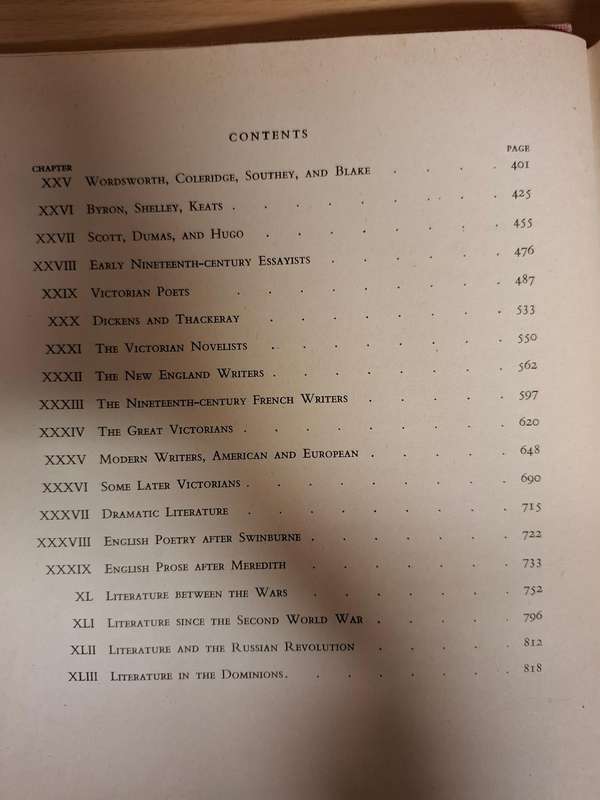 CONTENTS
CHAPTER PAGE
XXV WORDSWORTH, COLERIDGE, SOUTHEY, AND BLAKE . . . . 401
XXVI BYRON, SHELLEY, KEATS . . . . . . . . 425
XXVII SCOTT, DUMAS, AND HUGO . . . . . . . 455
XXVIII EARLY NINETEENTH-CENTURY ESSAYISTS . . . . . 476
XXIX VICTORIAN POETS . . . . . . . 487
XXX DICKENS AND THACKERAY . . . . . . . 533
XXXI THE VICTORIAN NOVELISTS . . . . . . . 550
XXXII THE NEW ENGLAND WRITERS . . . . . . . 562
XXXIII THE NINETEENTH-CENTURY FRENCH WRITERS . . . . 597
XXXIV THE GREAT VICTORIANS . . . . . . . 620
XXXV MODERN WRITERS, AMERICAN AND EUROPEAN . . . . 648
XXXVI SOME LATER VICTORIANS . . . . . . . 690
XXXVII DRAMATIC LITERATURE . . . . . . . 715
XXXVIII ENGLISH POETRY AFTER SWINBURNE . . . . . 722
XXXIX ENGLISH PROSE AFTER MEREDITH . . . . . 733
XL LITERATURE BETWEEN THE WARS . . . . . 752
XLI LITERATURE SINCE THE SECOND WORLD WAR . . . . 796
XLII LITERATURE AND THE RUSSIAN REVOLUTION . . . . 812
XLIII LITERATURE IN THE DOMINIONS . . . . . . 818